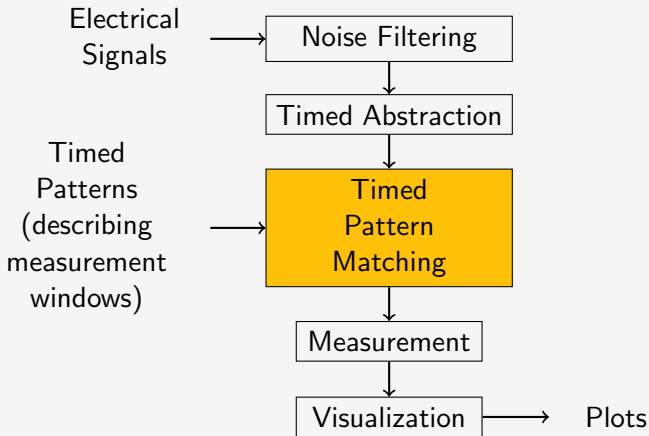 Electrical
Signals
Noise Filtering
Timed Abstraction
Timed
Patterns
(describing
measurement
windows)
Timed
Pattern
Matching
Measurement
Visualization
Plots